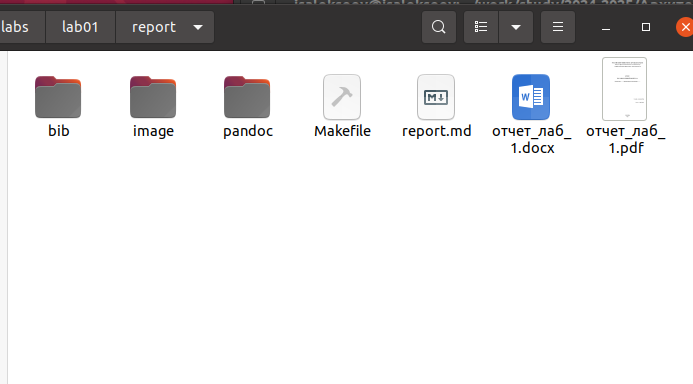 labs lab01 report
bib image pandoc Makefile report.md отчет_лаб_ отчет_лаб_
1.docx 1.pdf